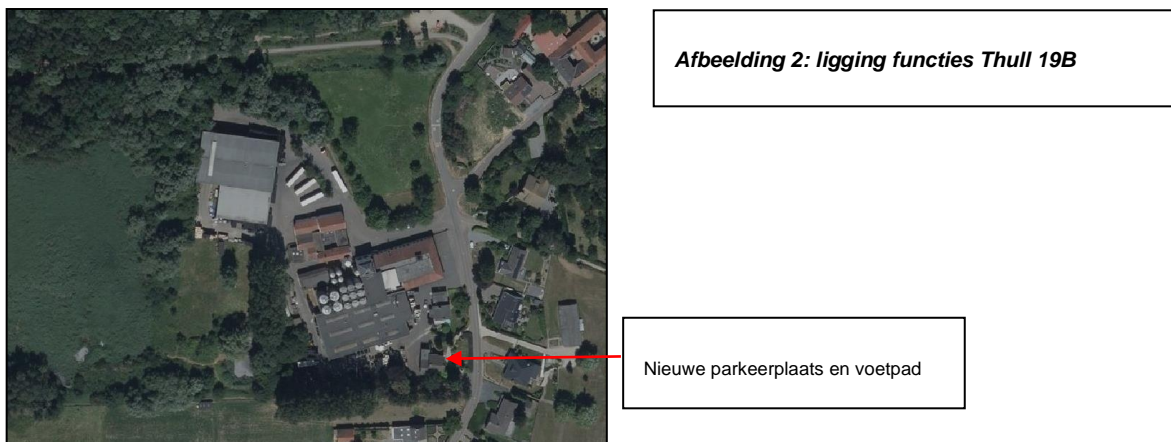 Afbeelding 2: ligging functies Thull 19B
Nieuwe parkeerplaats en voetpad